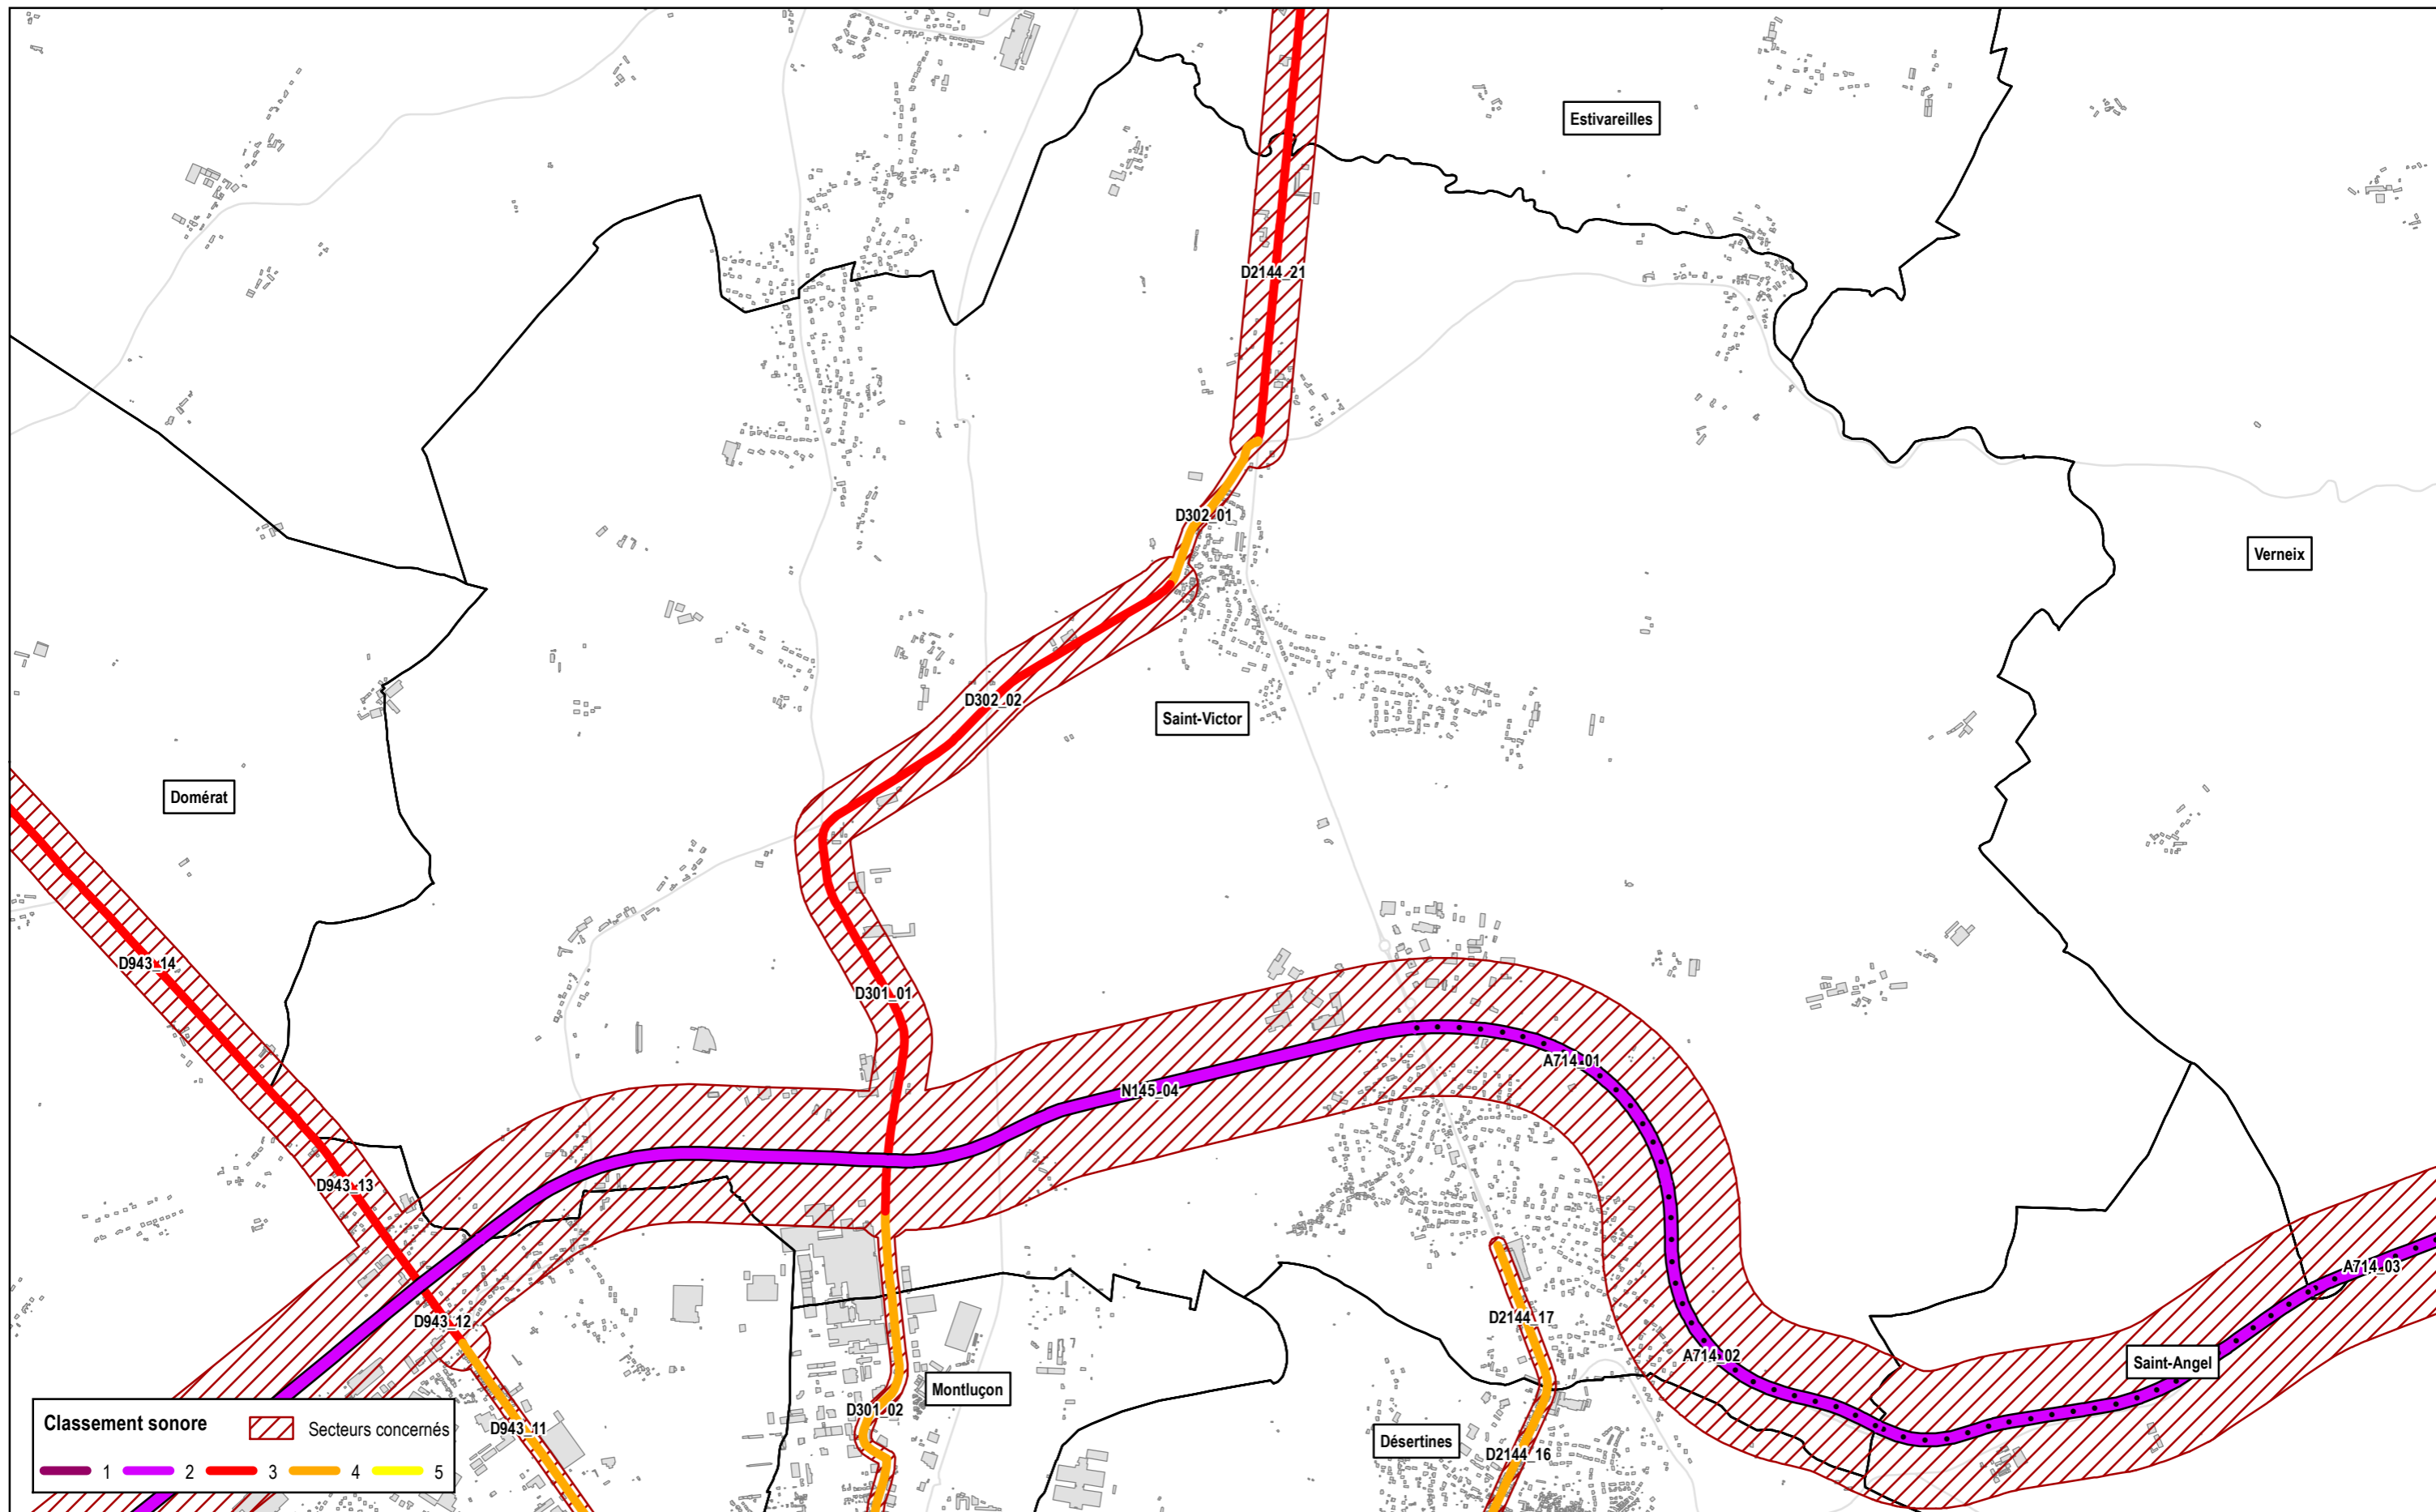 Estivareilles
D2144_21
D302_01
Verneix
D302_02
Saint-Victor
Domérat
D943_14
D301_01
A714_01
N145_04
D943_13
A714_03
D2144_17
D943_12
A714_02
Saint-Angel
Montluçon
D301_02
D943_11
Désertines
D2144_16
Classement sonore
Secteurs concernés
1 2 3 4 5